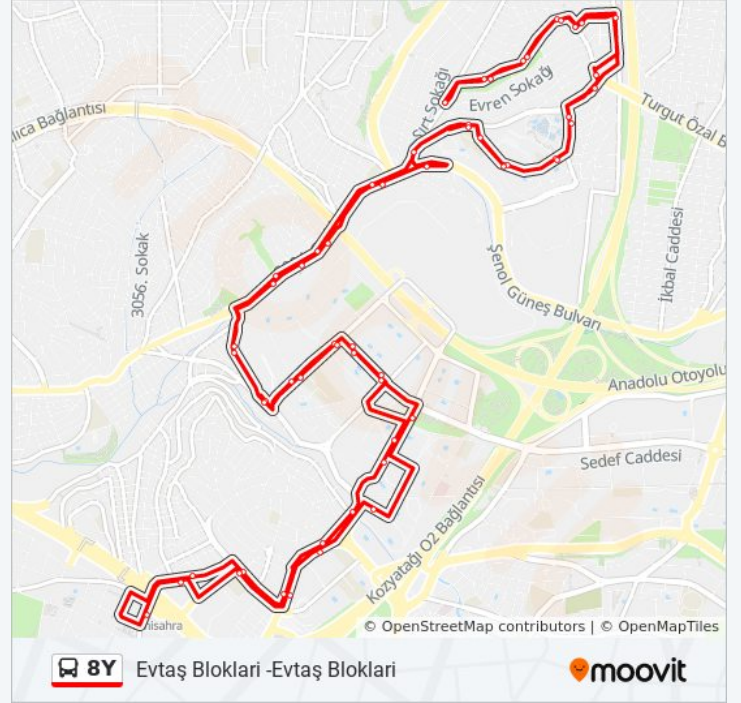 lıca Bağlantısı
Sırt Sokağı
Evren Sokağı
Turgut Özal B
3056. Sokak
İkbal Caddesi
Şenol Güneş Bulvarı
Anadolu Otoyolu
Sedef Caddesi
Kozyatağı O2 Bağlantısı
nisahra
© OpenStreetMap contributors | © OpenMapTiles
8Y Evtaş Bloklari -Evtaş Bloklari moovit